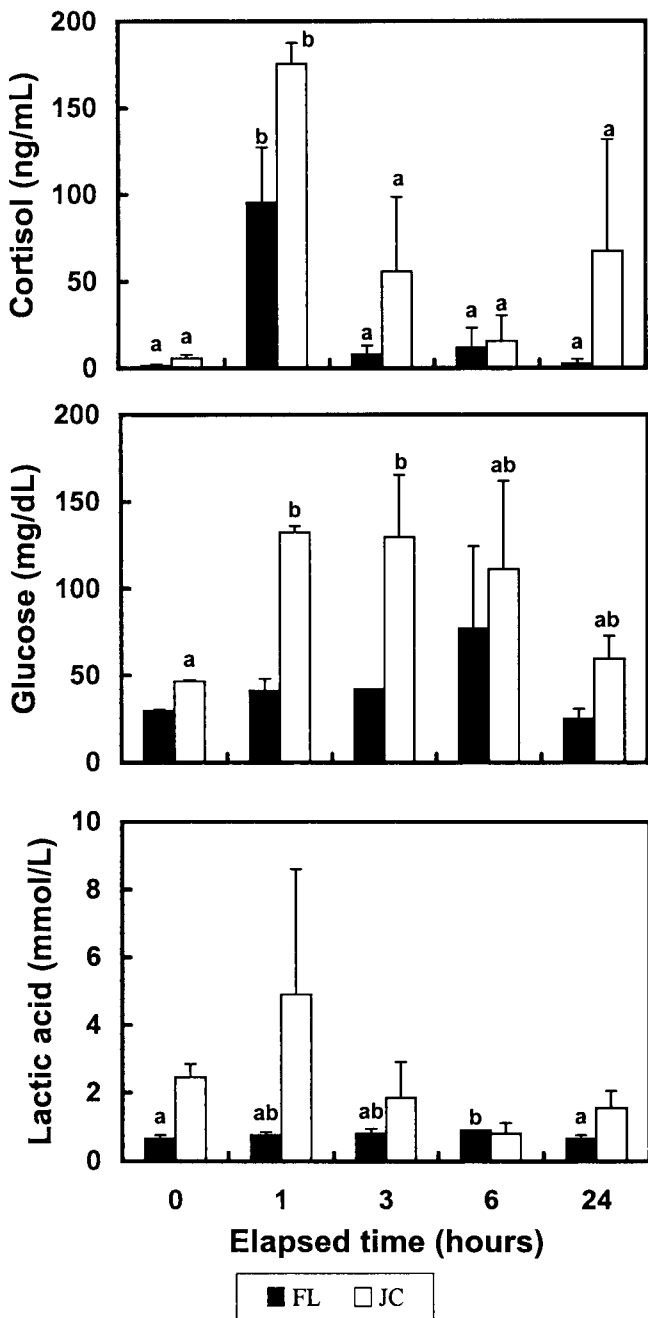 Cortisol (ng/mL)
200
150
100
50
0
a
a
b
b
a
a
a
a
a
a
Glucose (mg/dL)
200
150
100
50
0
a
b
b
ab
ab
Lactic acid (mmol/L)
10
8
6
4
2
0
a
ab
ab
b
a
0 1 3 6 24
Elapsed time (hours)
FL JC